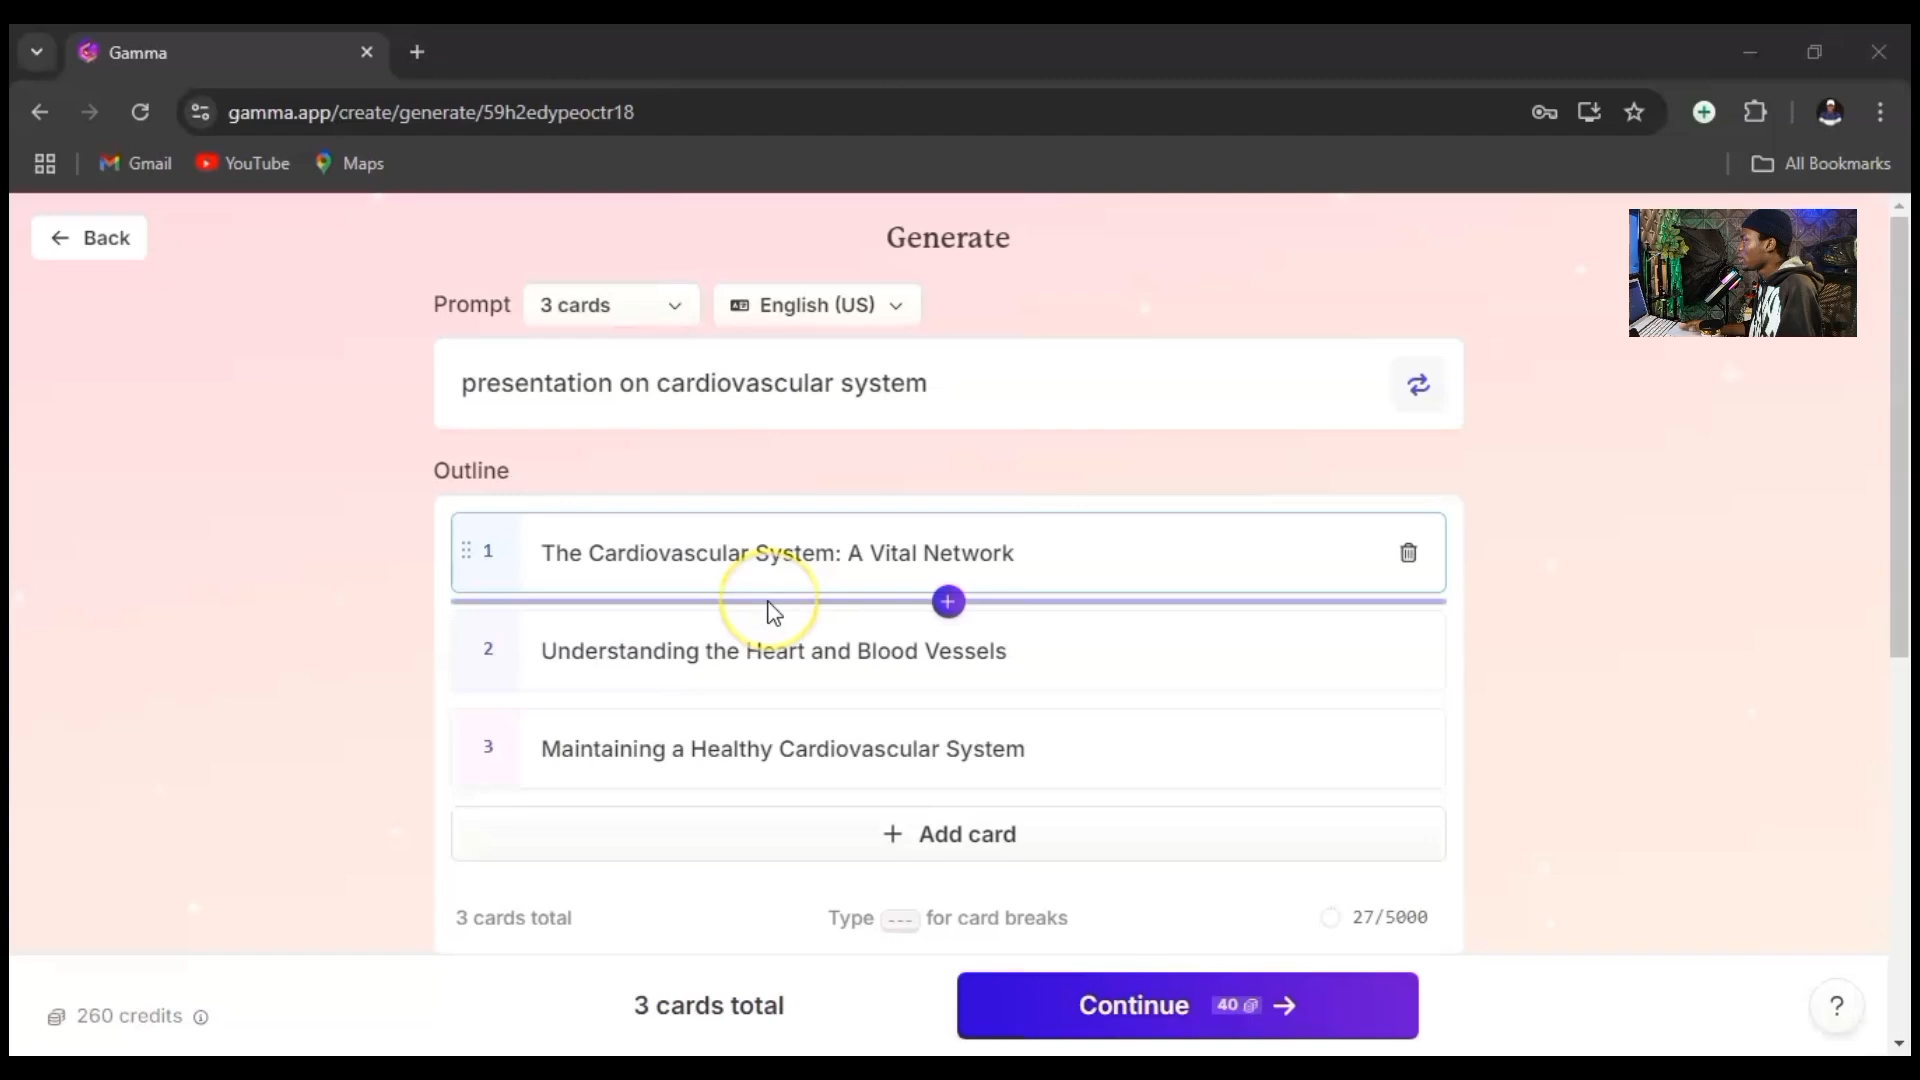 Gamma
gamma.app/create/generate/59h2edypeoctr18
Gmail
YouTube
Maps
All Bookmarks
Back
Generate
Prompt
3 cards
English (US)
presentation on cardiovascular system
Outline
1
The Cardiovascular System: A Vital Network
2
Understanding the Heart and Blood Vessels
3
Maintaining a Healthy Cardiovascular System
+ Add card
3 cards total
Type --- for card breaks
27/5000
260 credits
3 cards total
Continue 40
?